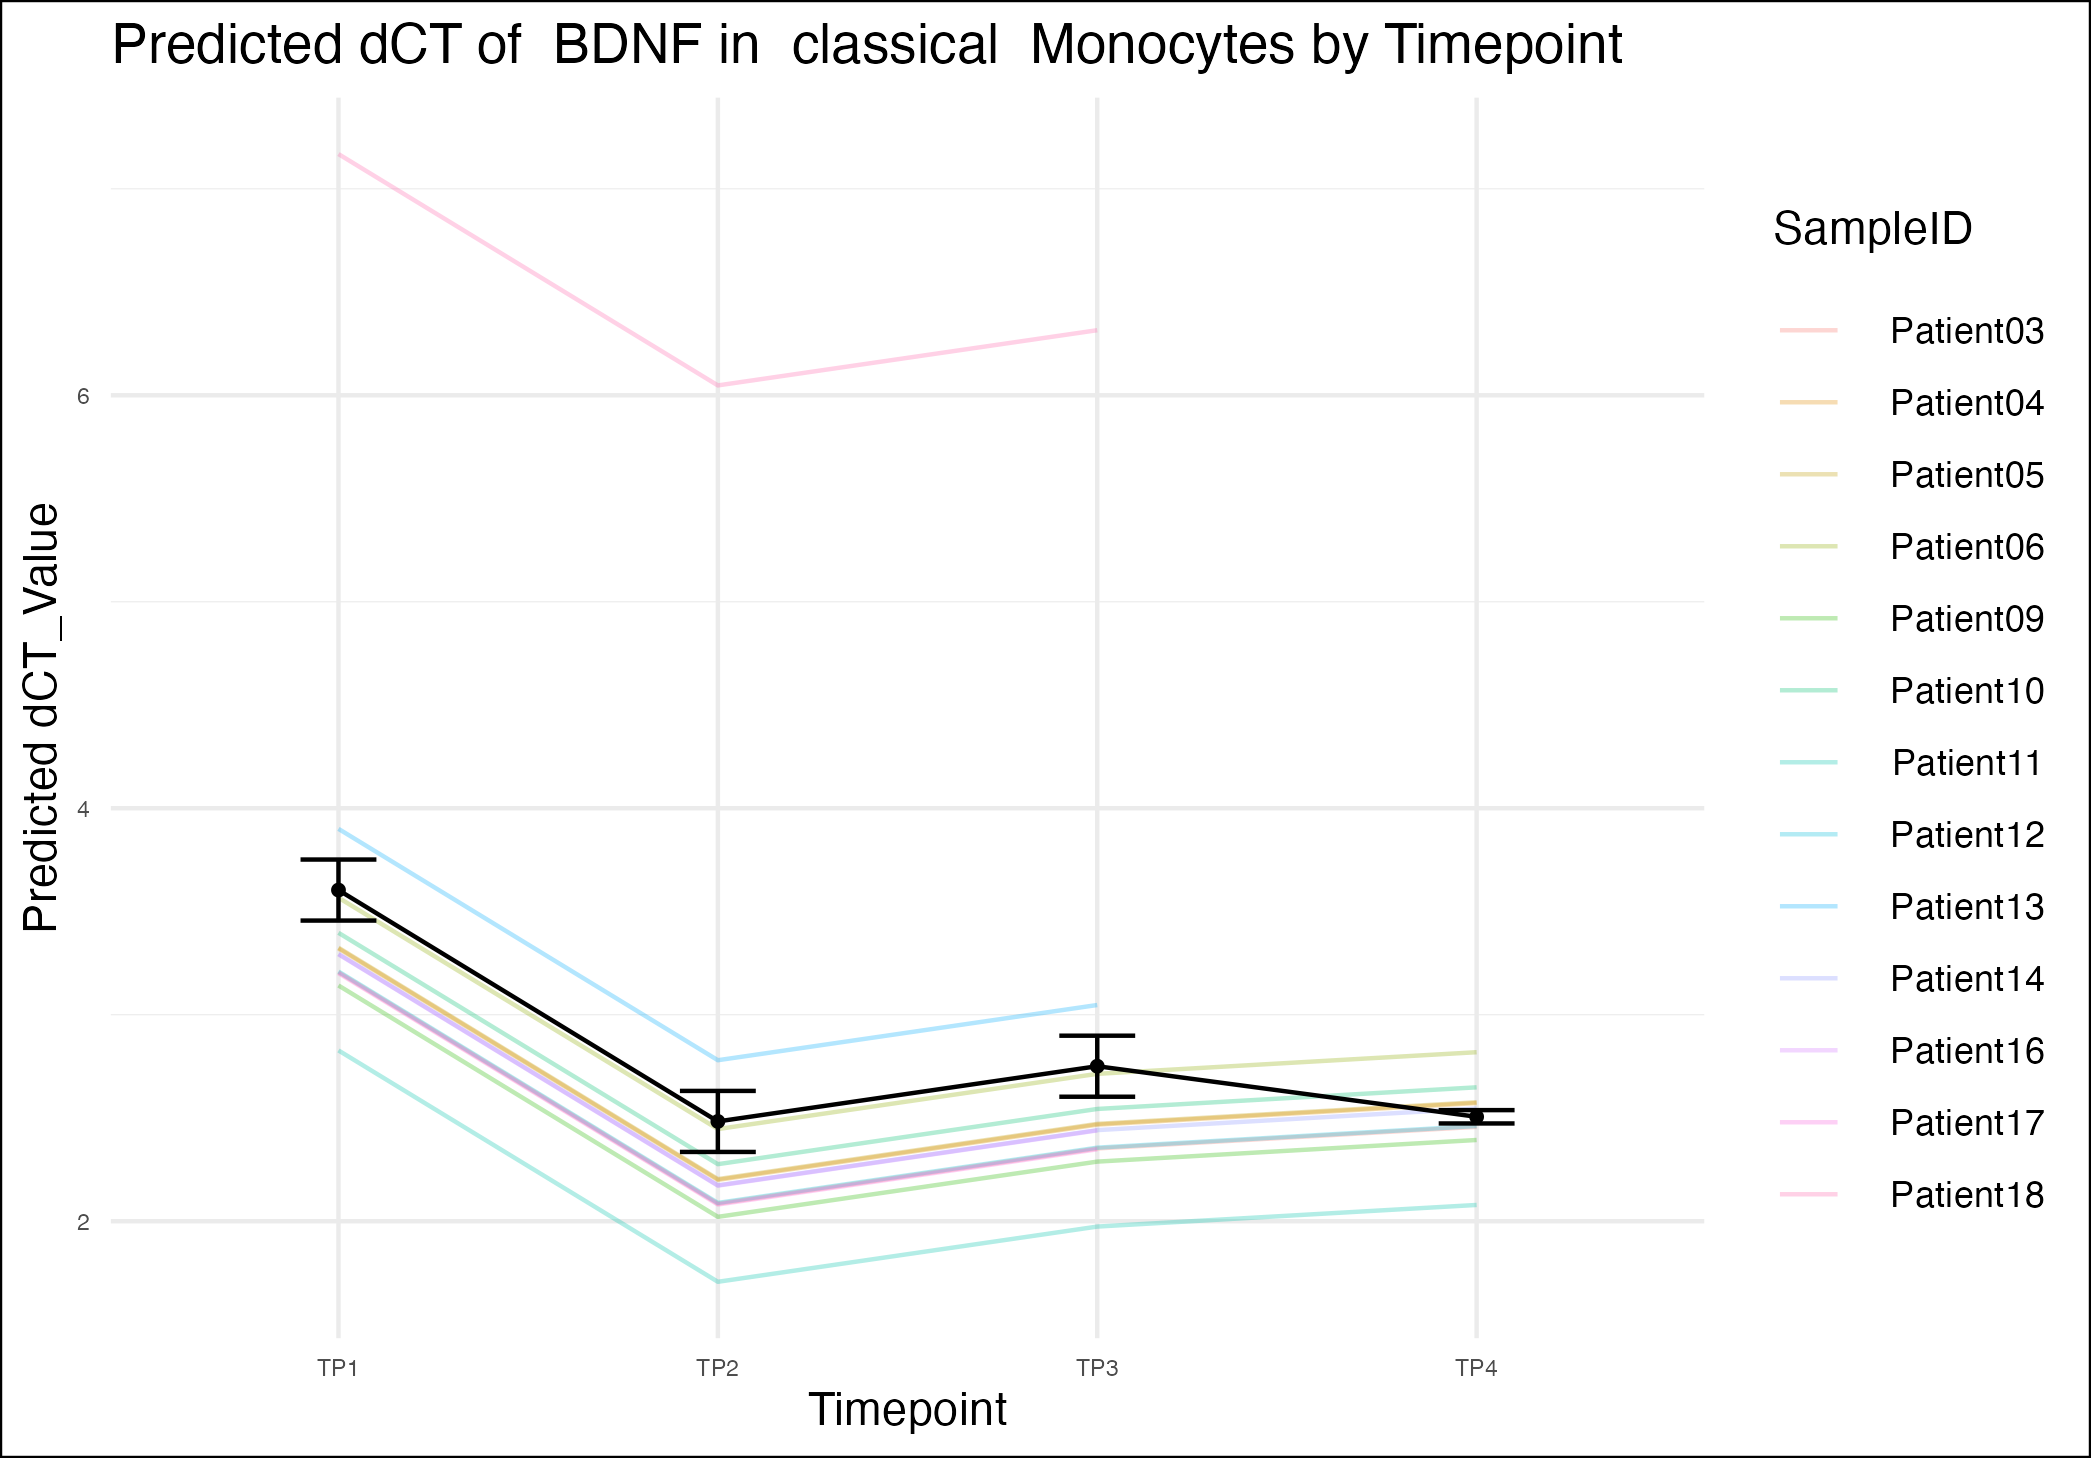 Predicted dCT of  BDNF in  classical  Monocytes by Timepoint
Predicted dCT_Value
6
4
2
TP1
TP2
TP3
TP4
Timepoint
SampleID
Patient03
Patient04
Patient05
Patient06
Patient09
Patient10
Patient11
Patient12
Patient13
Patient14
Patient16
Patient17
Patient18